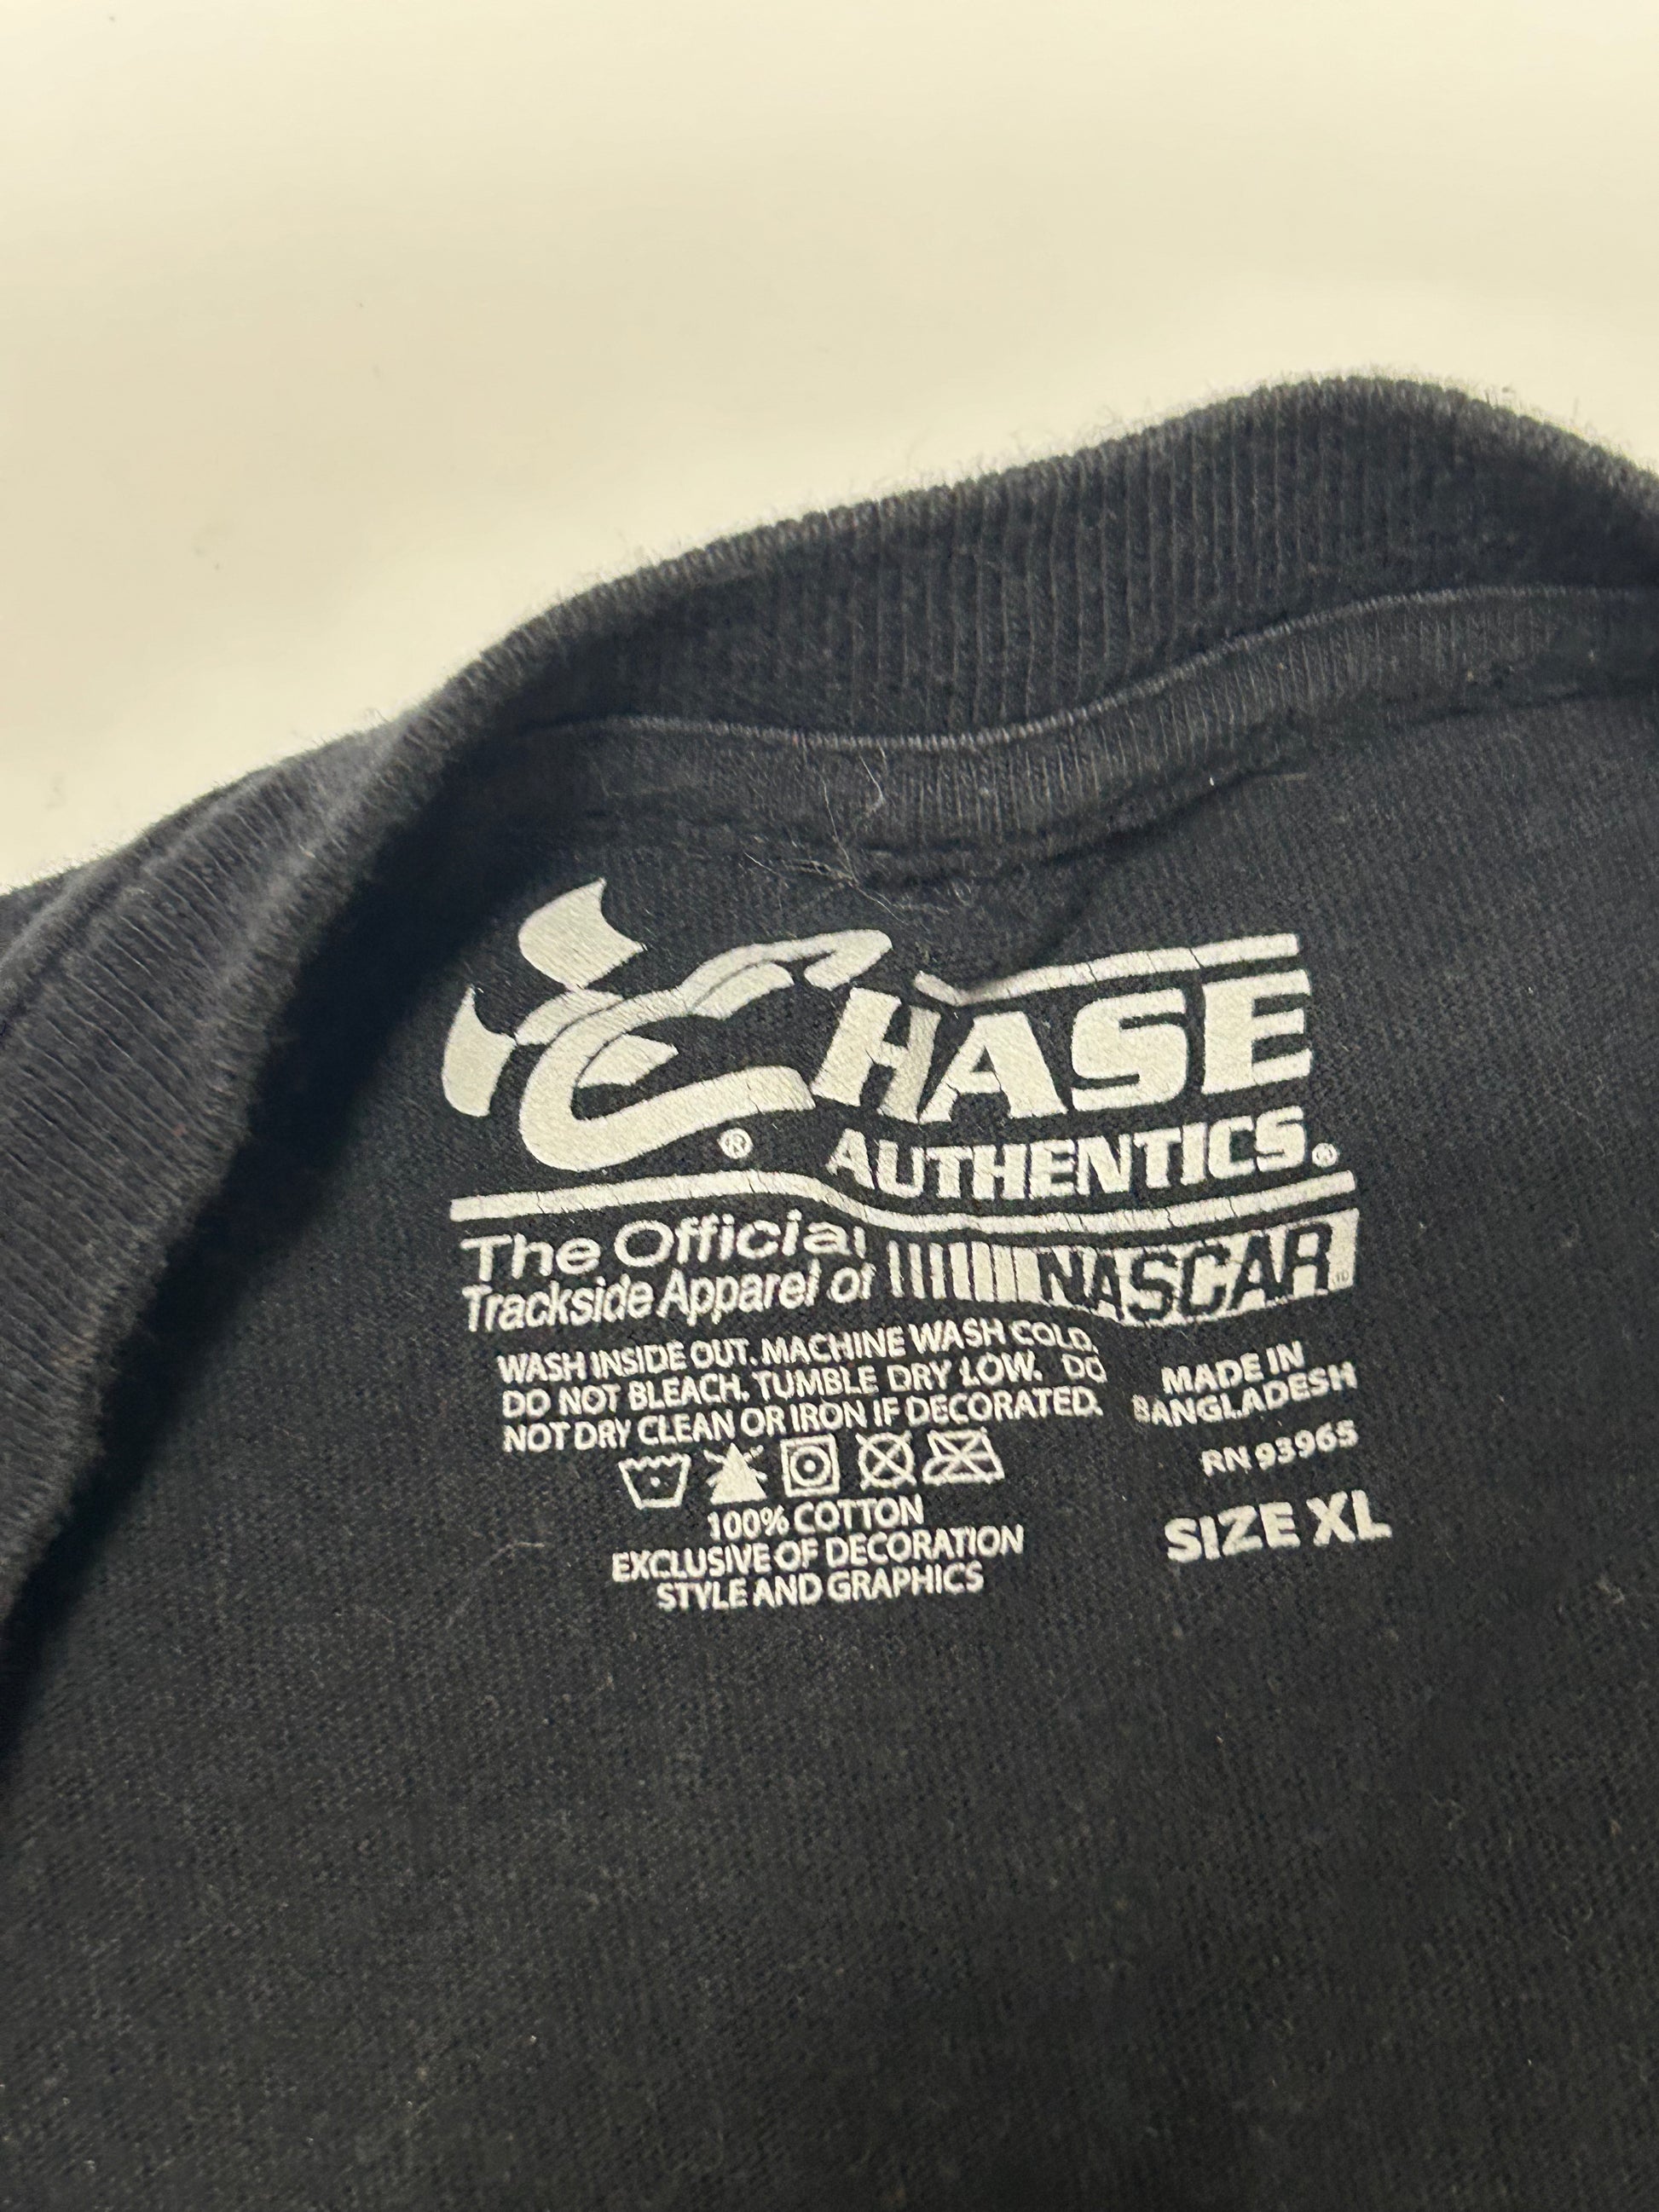 CHASE
AUTHENTICS®
®
The Official
Trackside Apparel of NASCAR
WASH INSIDE OUT. MACHINE WASH COLD.
DO NOT BLEACH. TUMBLE DRY LOW. DO
NOT DRY CLEAN OR IRON IF DECORATED.
100% COTTON
EXCLUSIVE OF DECORATION
STYLE AND GRAPHICS
MADE IN
BANGLADESH
RN 93965
SIZE XL